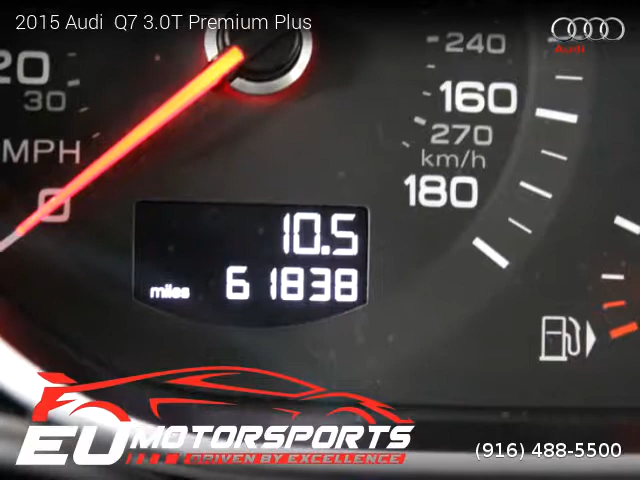 2015 Audi Q7 3.0T Premium Plus
Audi
20
30
MPH
0
240
160
270
km/h
180
10.5
miles 61838
EU MOTORSPORTS
DRIVEN BY EXCELLENCE
(916) 488-5500